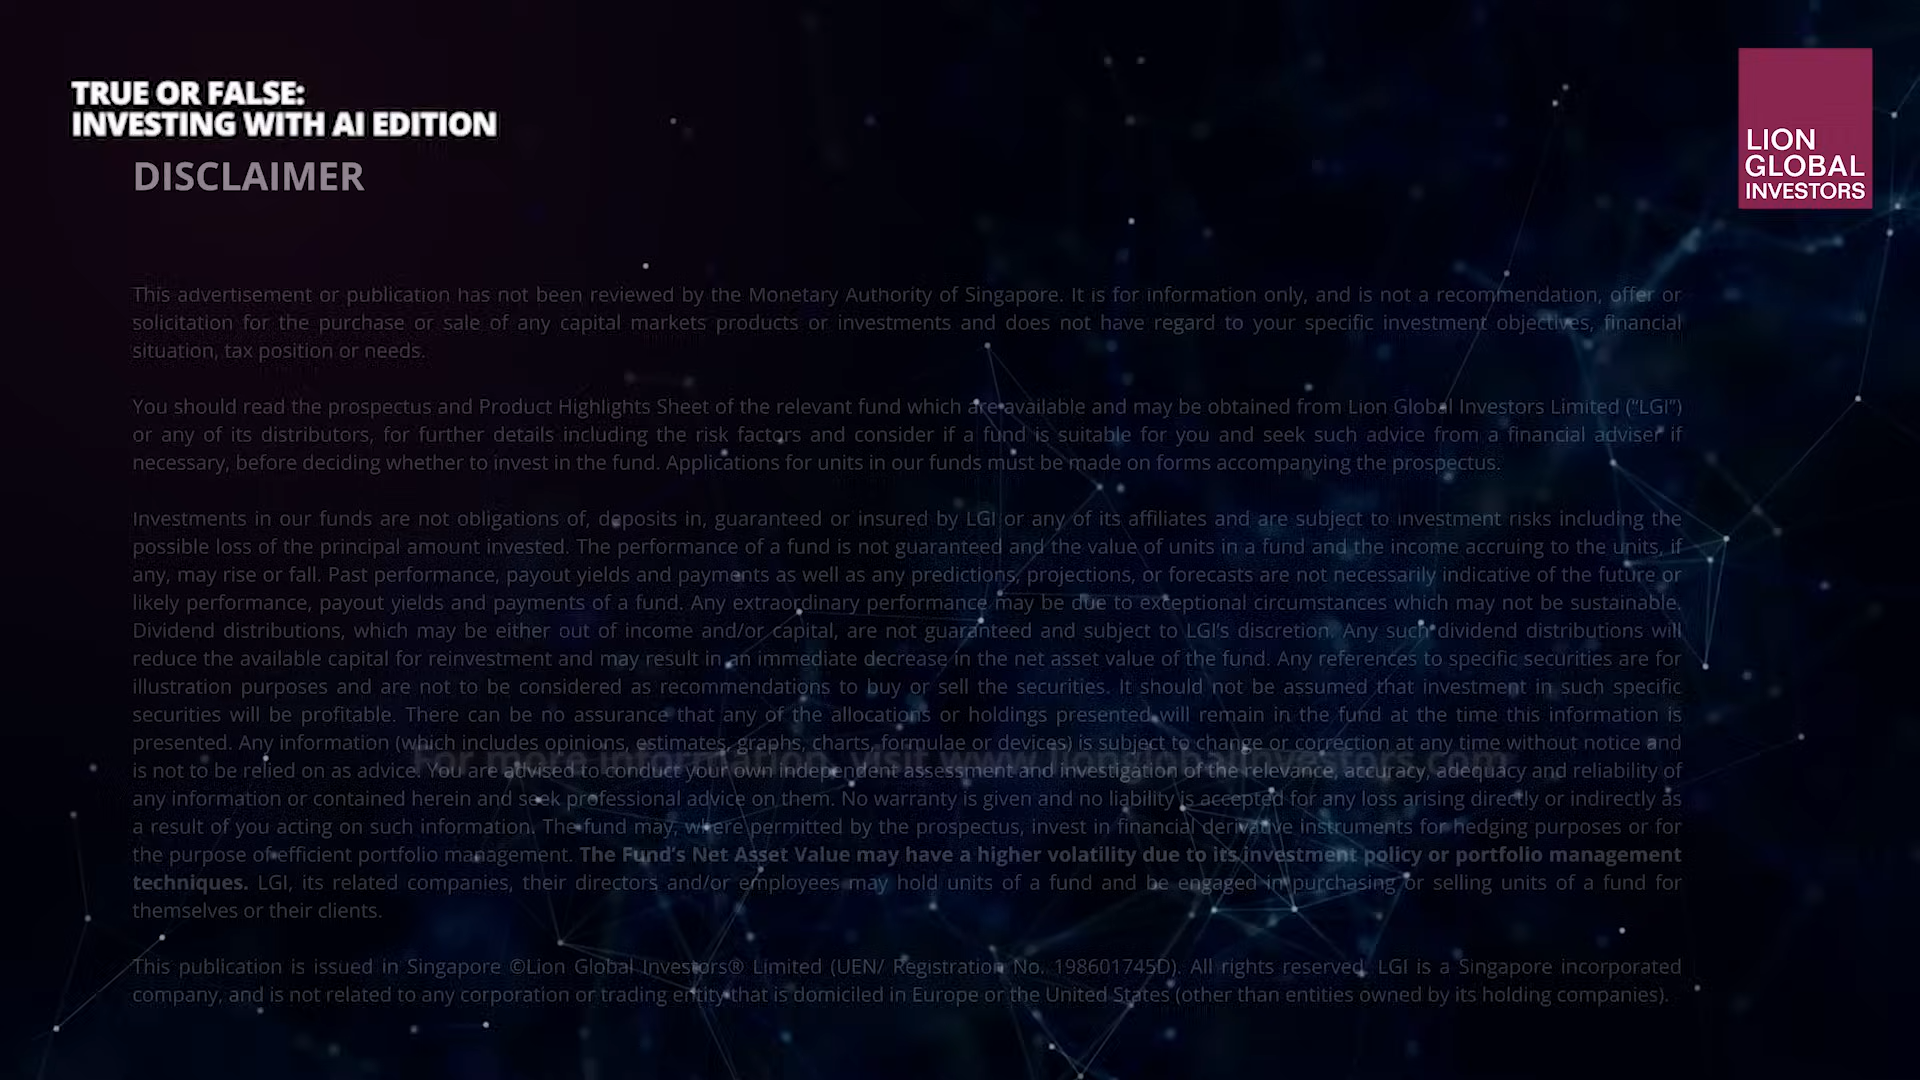 TRUE OR FALSE:
INVESTING WITH AI EDITION
DISCLAIMER
LION
GLOBAL
INVESTORS
This advertisement or publication has not been reviewed by the Monetary Authority of Singapore. It is for information only, and is not a recommendation, offer or
solicitation for the purchase or sale of any capital markets products or investments and does not have regard to your specific investment objectives, financial
situation, tax position or needs.
You should read the prospectus and Product Highlights Sheet of the relevant fund which are available and may be obtained from Lion Global Investors Limited (“LGI”)
or any of its distributors, for further details including the risk factors and consider if a fund is suitable for you and seek such advice from a financial adviser if
necessary, before deciding whether to invest in the fund. Applications for units in our funds must be made on forms accompanying the prospectus.
Investments in our funds are not obligations of, deposits in, guaranteed or insured by LGI or any of its affiliates and are subject to investment risks including the
possible loss of the principal amount invested. The performance of a fund is not guaranteed and the value of units in a fund and the income accruing to the units, if
any, may rise or fall. Past performance, payout yields and payments as well as any predictions, projections, or forecasts are not necessarily indicative of the future or
likely performance, payout yields and payments of a fund. Any extraordinary performance may be due to exceptional circumstances which may not be sustainable.
Dividend distributions, which may be either out of income and/or capital, are not guaranteed and subject to LGI’s discretion. Any such dividend distributions will
reduce the available capital for reinvestment and may result in an immediate decrease in the net asset value of the fund. Any references to specific securities are for
illustration purposes and are not to be considered as recommendations to buy or sell the securities. It should not be assumed that investment in such specific
securities will be profitable. There can be no assurance that any of the allocations or holdings presented will remain in the fund at the time this information is
presented. Any information (which includes opinions, estimates, graphs, charts, formulae or devices) is subject to change or correction at any time without notice and
For more information, visit www.lionglobalinvestors.com
is not to be relied on as advice. You are advised to conduct your own independent assessment and investigation of the relevance, accuracy, adequacy and reliability of
any information or contained herein and seek professional advice on them. No warranty is given and no liability is accepted for any loss arising directly or indirectly as
a result of you acting on such information. The fund may, where permitted by the prospectus, invest in financial derivative instruments for hedging purposes or for
the purpose of efficient portfolio management. The Fund’s Net Asset Value may have a higher volatility due to its investment policy or portfolio management
techniques. LGI, its related companies, their directors and/or employees may hold units of a fund and be engaged in purchasing or selling units of a fund for
themselves or their clients.
This publication is issued in Singapore ©Lion Global Investors® Limited (UEN/ Registration No. 198601745D). All rights reserved. LGI is a Singapore incorporated
company, and is not related to any corporation or trading entity that is domiciled in Europe or the United States (other than entities owned by its holding companies).